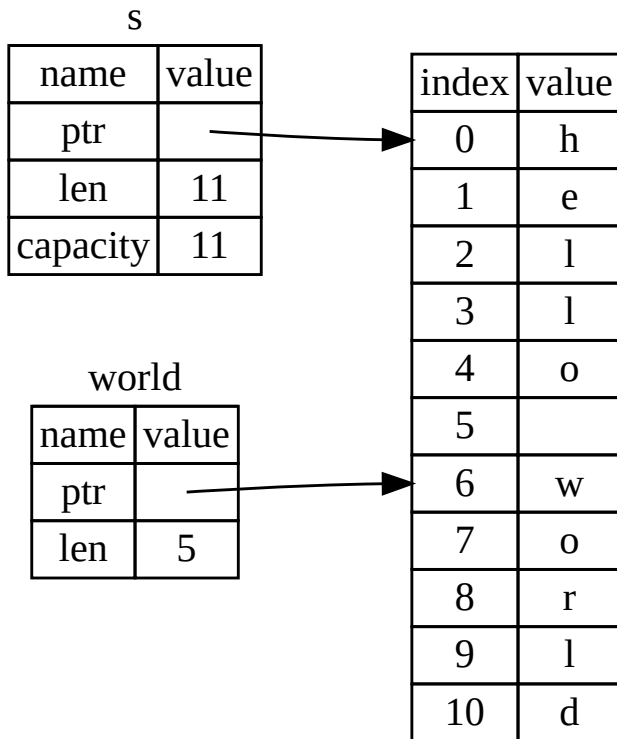 s
name value
ptr
len 11
capacity 11
world
name value
ptr
len 5
index value
0 h
1 e
2 l
3 l
4 o
5
6 w
7 o
8 r
9 l
10 d